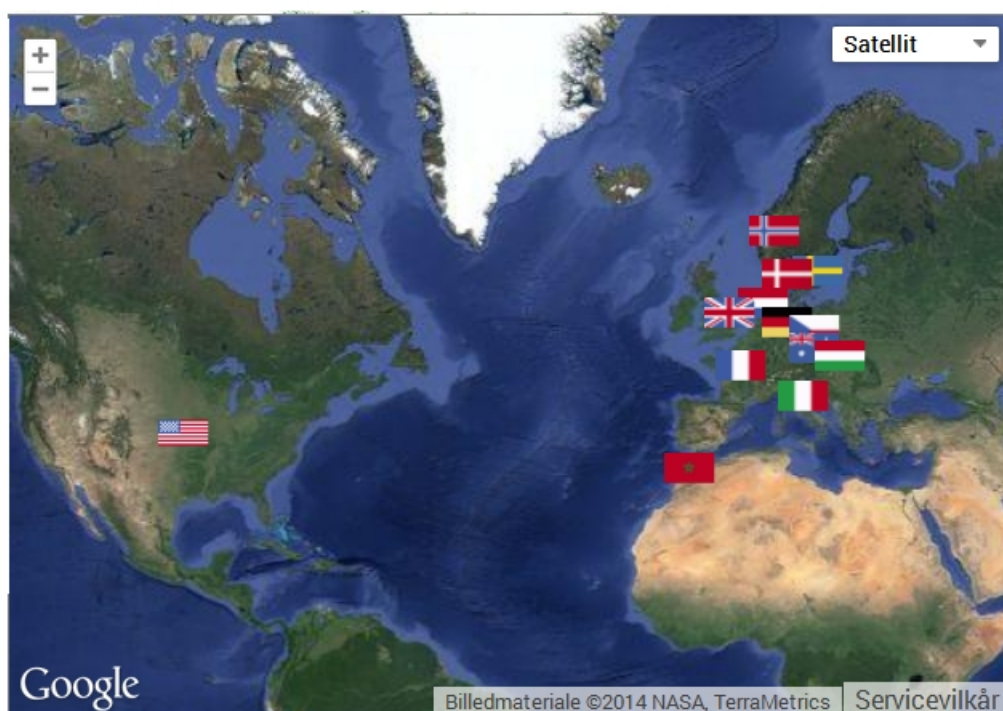 +
Satellit
−
Google
Billedmateriale ©2014 NASA, TerraMetrics
Servicevilkår